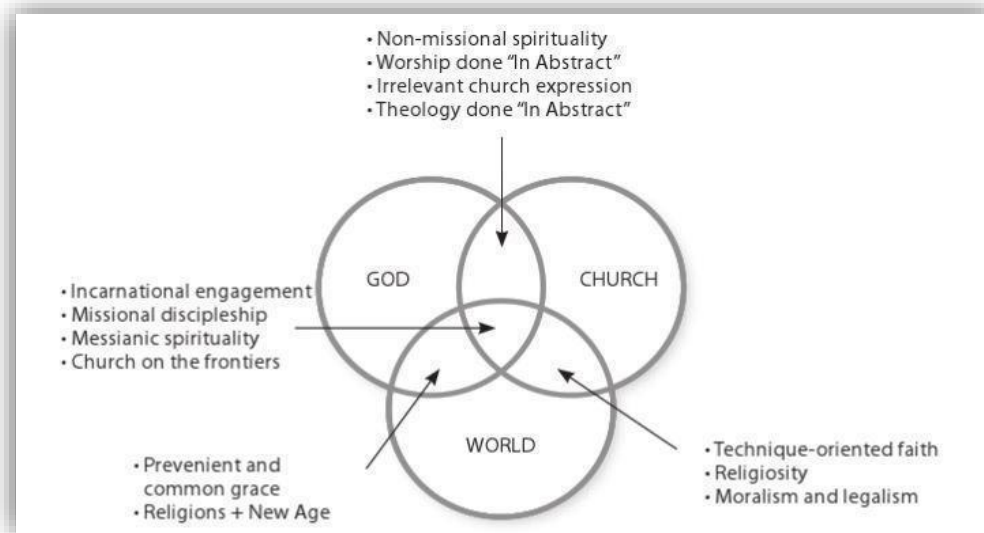 • Non-missional spirituality
• Worship done “In Abstract”
• Irrelevant church expression
• Theology done “In Abstract”
GOD
CHURCH
• Incarnational engagement
• Missional discipleship
• Messianic spirituality
• Church on the frontiers
WORLD
• Prevenient and
common grace
• Religions + New Age
• Technique-oriented faith
• Religiosity
• Moralism and legalism